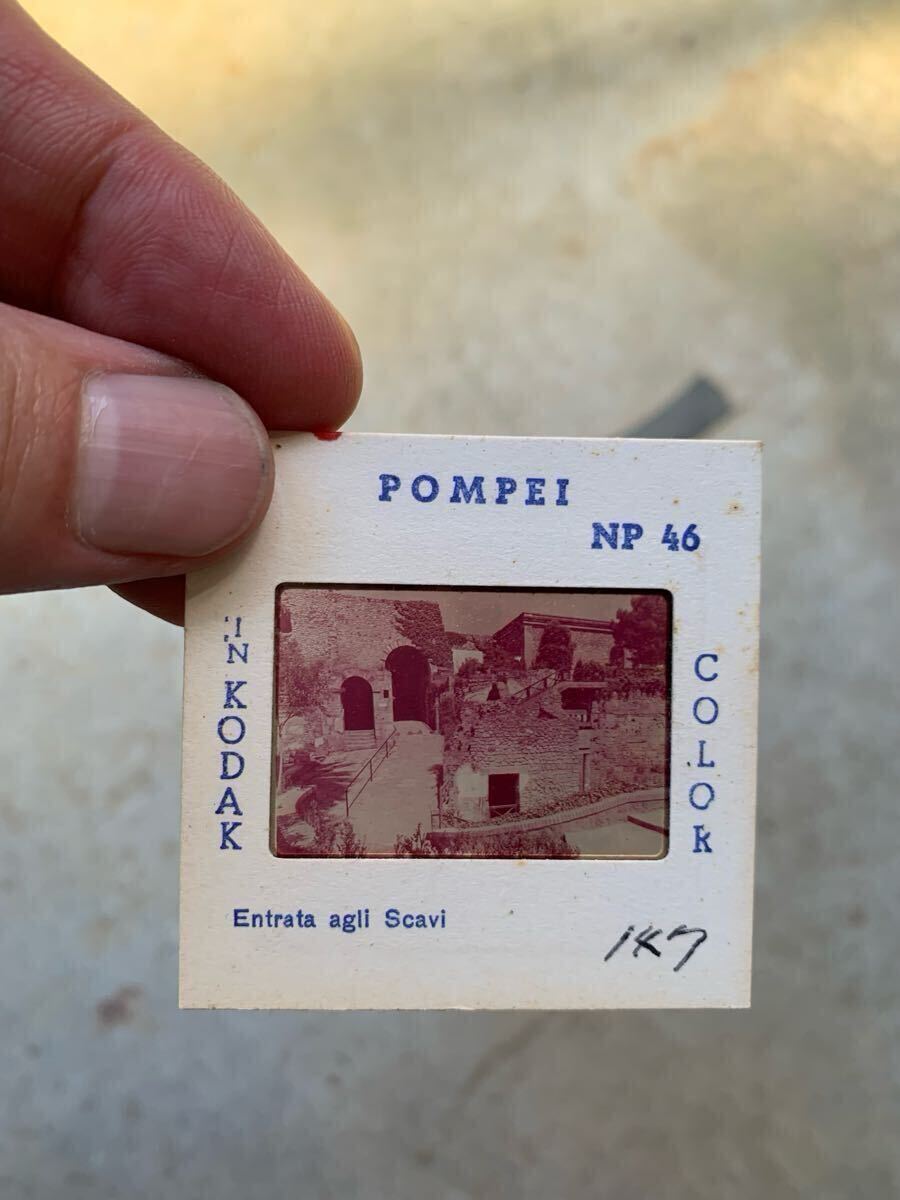 POMPEI
NP 46
IN KODAK
COLOR
Entrata agli Scavi